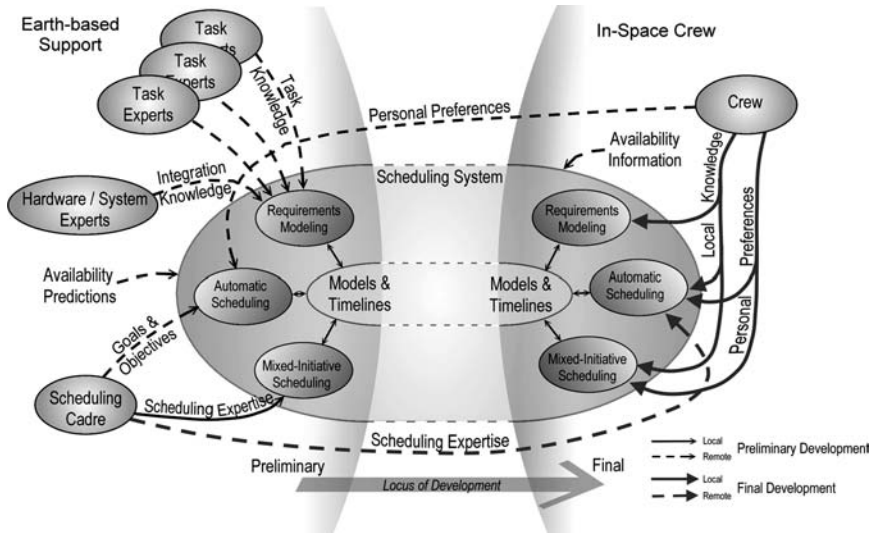 Earth-based
Support
In-Space Crew
Task
Experts
Task
Experts
Task
Experts
Task
Knowledge
Personal Preferences
Crew
Integration
Knowledge
Hardware / System
Experts
Availability
Information
Scheduling System
Requirements
Modeling
Requirements
Modeling
Knowledge
Local
Preferences
Personal
Availability
Predictions
Automatic
Scheduling
Models &
Timelines
Models &
Timelines
Automatic
Scheduling
Goals &
Objectives
Mixed-Initiative
Scheduling
Mixed-Initiative
Scheduling
Scheduling
Cadre
Scheduling Expertise
Scheduling Expertise
Preliminary
Final
Locus of Development
Local
Remote
Preliminary Development
Local
Remote
Final Development